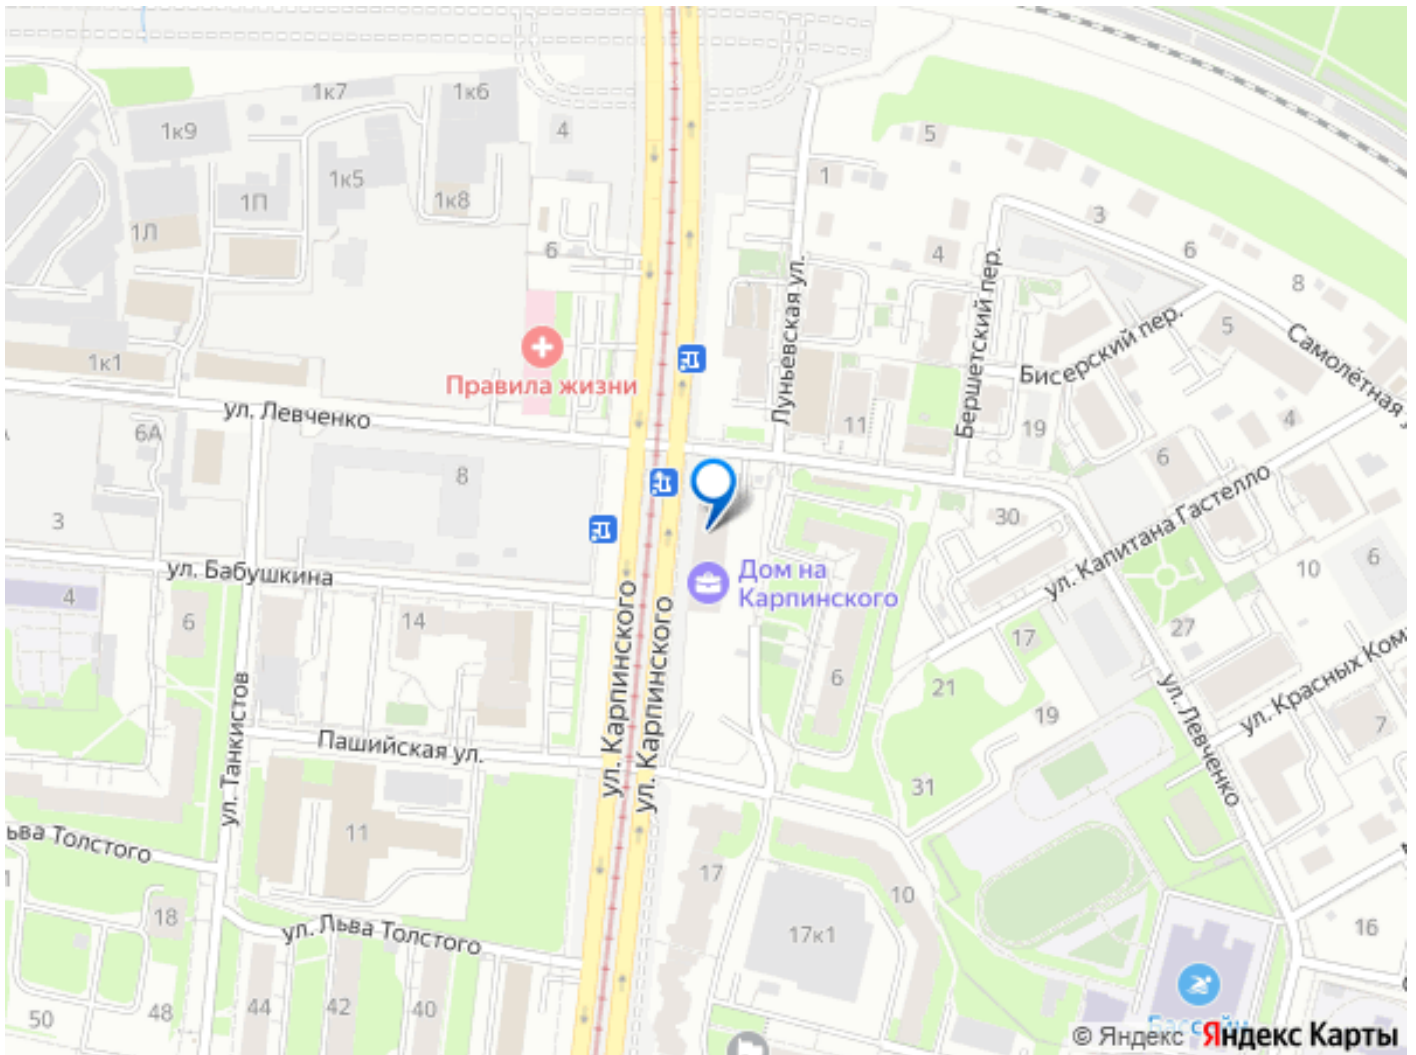 1к7
1к6
1к9
4
5
1к5
1
1П
1к8
3
1Л
6
4
6
8
Луньевская ул.
Бершетский пер.
Бисерский пер.
5
Самолётная у
1к1
Правила жизни
ул. Левченко
6А
11
19
4
8
6
ул. Капитана Гастелло
3
30
ул. Бабушкина
Дом на
Карпинского
10
6
4
6
14
17
27
ул. Карпинского
ул. Карпинского
6
21
19
ул. Красных Кому
7
ул. Левченко
ул. Танкистов
Пашийская ул.
31
11
ьва Толстого
17
10
18
ул. Льва Толстого
17к1
16
50
48
44
42
40
Бассейн
© Яндекс Яндекс Карты